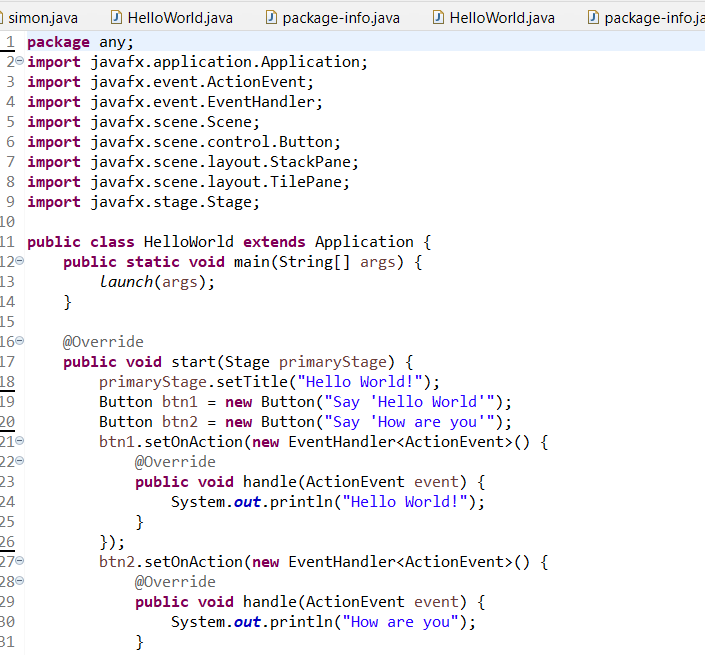 simon.java HelloWorld.java package-info.java HelloWorld.java package-info.ja
1 package any;
2 import javafx.application.Application;
3 import javafx.event.ActionEvent;
4 import javafx.event.EventHandler;
5 import javafx.scene.Scene;
6 import javafx.scene.control.Button;
7 import javafx.scene.layout.StackPane;
8 import javafx.scene.layout.TilePane;
9 import javafx.stage.Stage;
10
11 public class HelloWorld extends Application {
12     public static void main(String[] args) {
13         launch(args);
14     }
15
16     @Override
17     public void start(Stage primaryStage) {
18         primaryStage.setTitle("Hello World!");
19         Button btn1 = new Button("Say 'Hello World'");
20         Button btn2 = new Button("Say 'How are you'");
21         btn1.setOnAction(new EventHandler<ActionEvent>() {
22             @Override
23             public void handle(ActionEvent event) {
24                 System.out.println("Hello World!");
25             }
26         });
27         btn2.setOnAction(new EventHandler<ActionEvent>() {
28             @Override
29             public void handle(ActionEvent event) {
30                 System.out.println("How are you");
31             }